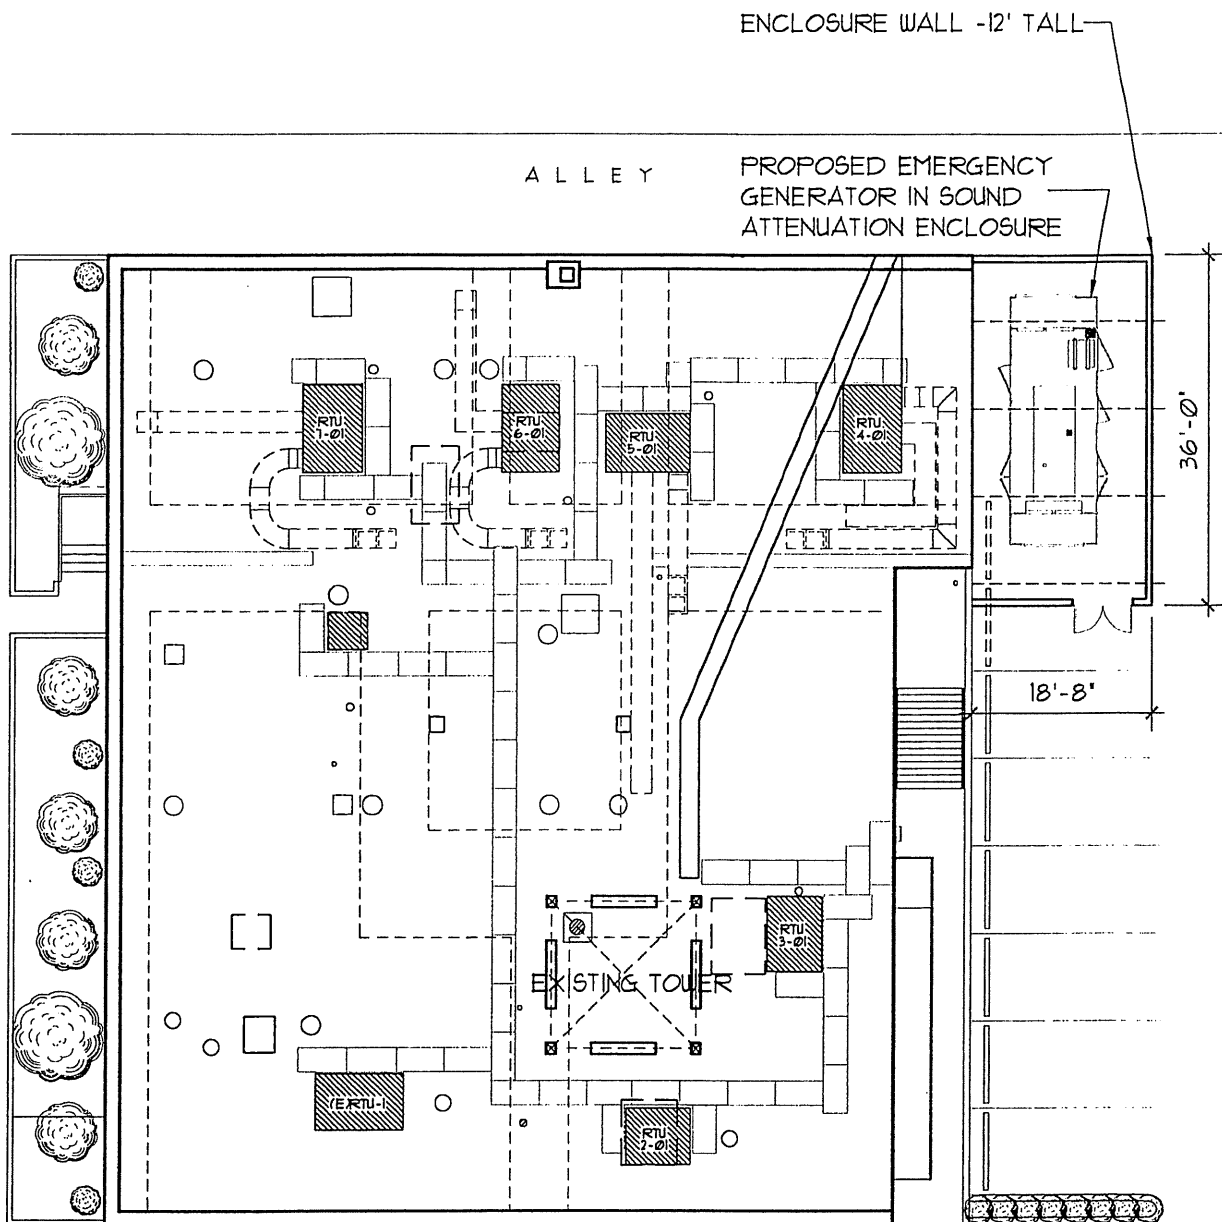 ENCLOSURE WALL -12' TALL
ALLEY
PROPOSED EMERGENCY
GENERATOR IN SOUND
ATTENUATION ENCLOSURE
RTU
7-01
RTU
6-01
RTU
5-01
RTU
4-01
36'-0"
18'-8"
RTU
3-01
EXISTING TOWER
(E)RTU-1
RTU
2-01